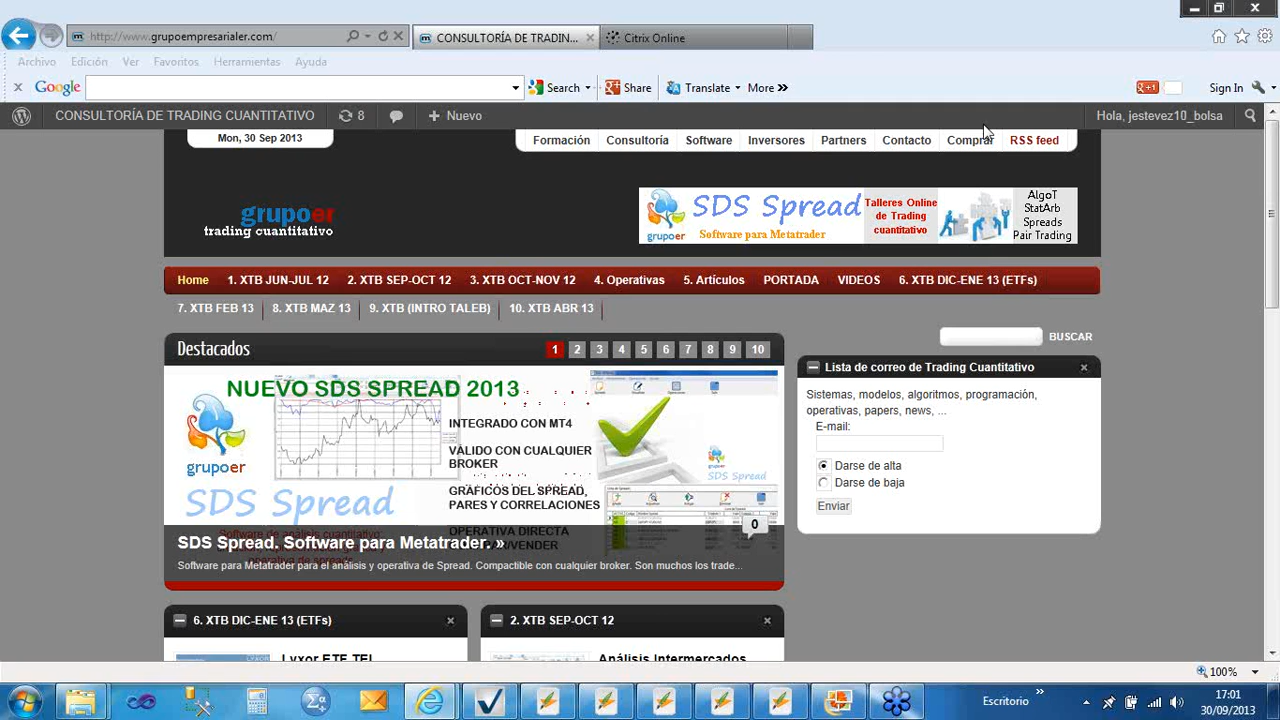 http://www.grupoempresarialer.com/
CONSULTORÍA DE TRADIN...
Citrix Online
Archivo Edición Ver Favoritos Herramientas Ayuda
Google
Search
Share
Translate
More »
+1
Sign In
CONSULTORÍA DE TRADING CUANTITATIVO
8
Nuevo
Hola, jestevez10_bolsa
Mon, 30 Sep 2013
Formación Consultoría Software Inversores Partners Contacto Comprar RSS feed
grupoer
trading cuantitativo
grupoer
SDS Spread
Software para Metatrader
Talleres Online
de Trading
cuantitativo
AlgoT
StatArb
Spreads
Pair Trading
Home 1. XTB JUN-JUL 12 2. XTB SEP-OCT 12 3. XTB OCT-NOV 12 4. Operativas 5. Artículos PORTADA VIDEOS 6. XTB DIC-ENE 13 (ETFs)
7. XTB FEB 13 8. XTB MAZ 13 9. XTB (INTRO TALEB) 10. XTB ABR 13
BUSCAR
Destacados
1 2 3 4 5 6 7 8 9 10
NUEVO SDS SPREAD 2013
INTEGRADO CON MT4
VÁLIDO CON CUALQUIER
BROKER
GRAFICOS DEL SPREAD,
PARES Y CORRELACIONES
OPERATIVA DIRECTA
grupoer
SDS Spread
grupoer
SDS Spread
0
SDS Spread. Software para Metatrader. »
Software para Metatrader para el análisis y operativa de Spread. Compactible con cualquier broker. Son muchos los trade...
Lista de correo de Trading Cuantitativo
Sistemas, modelos, algoritmos, programación,
operativas, papers, news, ...
E-mail:
Darse de alta
Darse de baja
Enviar
6. XTB DIC-ENE 13 (ETFs)
2. XTB SEP-OCT 12
Lyxor ETF TEL
Análisis Intermercados
100%
Escritorio
17:01
30/09/2013